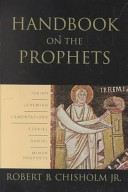 HANDBOOK
ON THE
PROPHETS
ISAIAH
JEREMIAH
LAMENTATIONS
EZEKIEL
DANIEL
MINOR PROPHETS
ROBERT B. CHISHOLM JR.